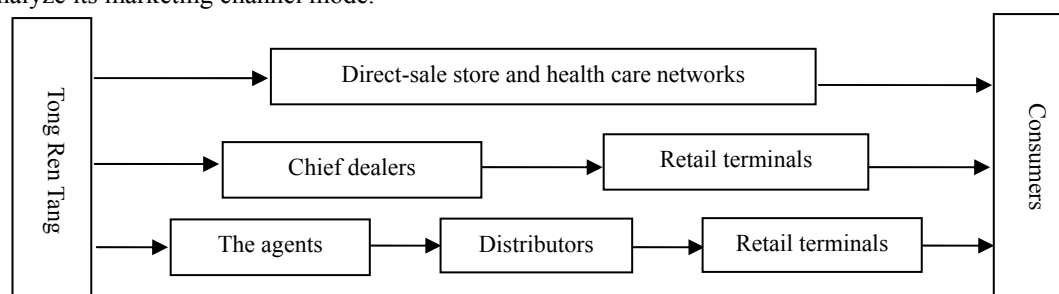 nalyze its marketing channel mode.
Tong Ren Tang
Direct-sale store and health care networks
Consumers
Chief dealers
Retail terminals
The agents
Distributors
Retail terminals